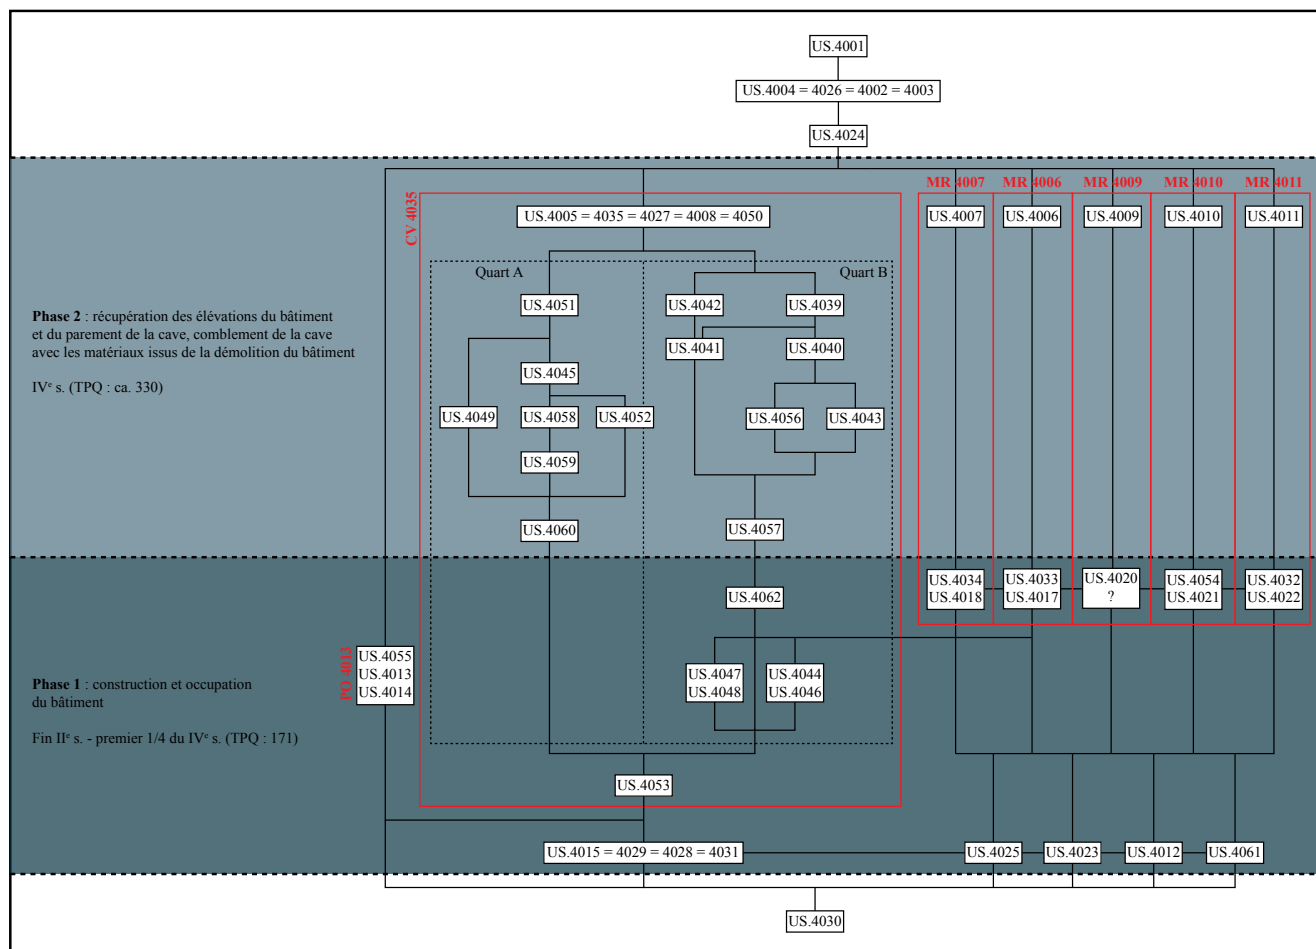 US.4001
US.4004 = 4026 = 4002 = 4003
US.4024
MR 4007
MR 4006
MR 4009
MR 4010
MR 4011
CV 4035
US.5005 = 4035 = 4027 = 4008 = 4050
US.4007
US.4006
US.4009
US.4010
US.4011
Quart A
Quart B
US.4051
US.4042
US.4039
Phase 2 : récupération des élévations du bâtiment
et du parement de la cave, comblement de la cave
avec les matériaux issus de la démolition du bâtiment
IVe s. (TPQ : ca. 330)
US.4041
US.4040
US.4045
US.4049
US.4058
US.4052
US.4056
US.4043
US.4059
US.4060
US.4057
US.4034
US.4018
US.4033
US.4017
US.4020
?
US.4054
US.4021
US.4032
US.4022
US.4062
PO 4013
US.4055
US.4013
US.4014
US.4047
US.4048
US.4044
US.4046
Phase 1 : construction et occupation
du bâtiment
Fin IIe s. - premier 1/4 du IVe s. (TPQ : 171)
US.4053
US.4015 = 4029 = 4028 = 4031
US.4025
US.4023
US.4012
US.4061
US.4030